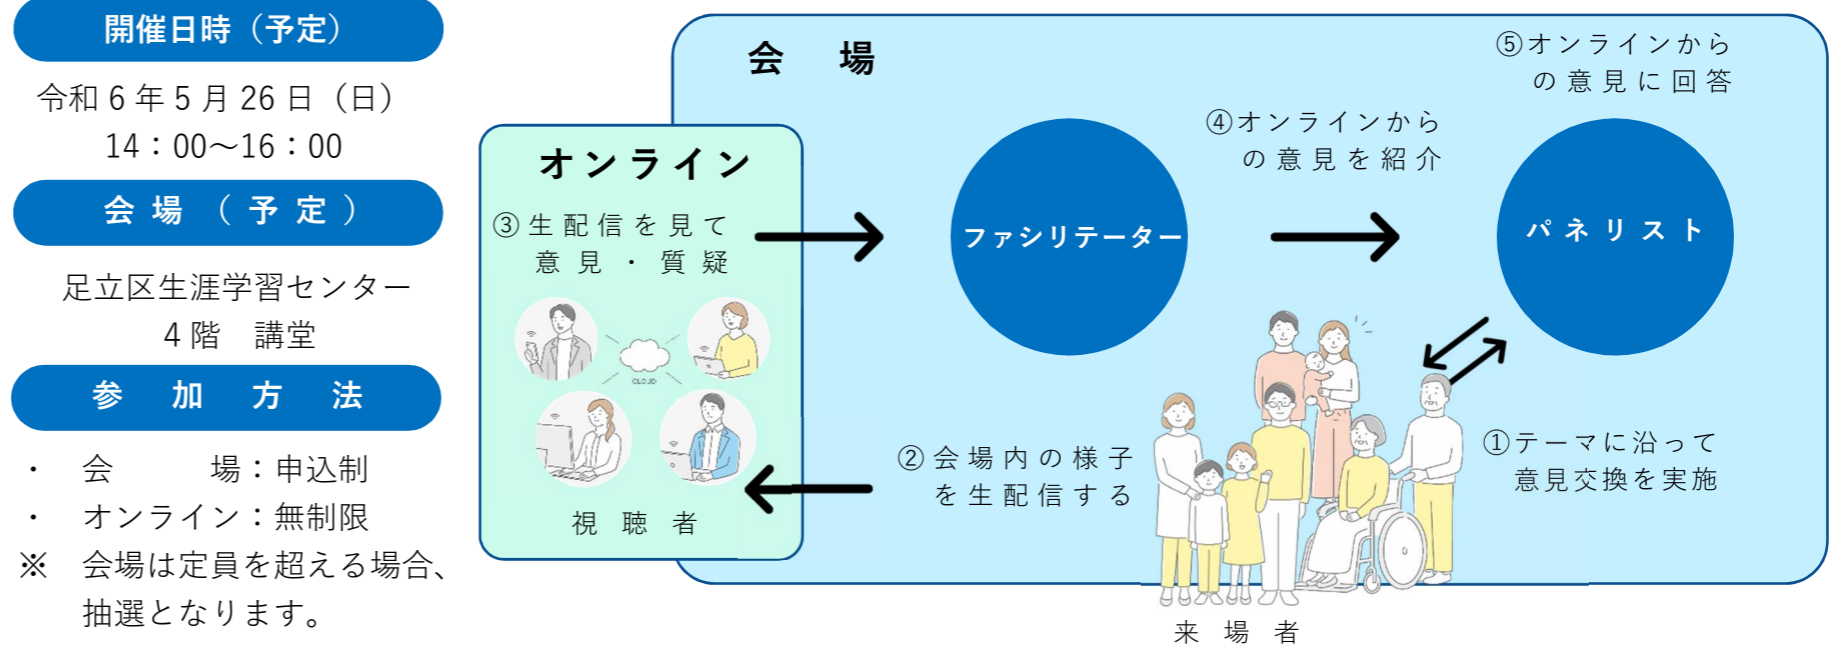 開催日時（予定）
令和６年５月26日（日）
14：00～16：00
会場（予定）
足立区生涯学習センター
４階　講堂
参加方法
・　会　　　場：申込制
・　オンライン：無制限
※　会場は定員を超える場合、
抽選となります。
会　場
オンライン
③生配信を見て
意見・質疑
CLOUD
視聴者
②会場内の様子
を生配信する
ファシリテーター
④オンラインから
の意見を紹介
⑤オンラインから
の意見に回答
パネリスト
①テーマに沿って
意見交換を実施
来場者